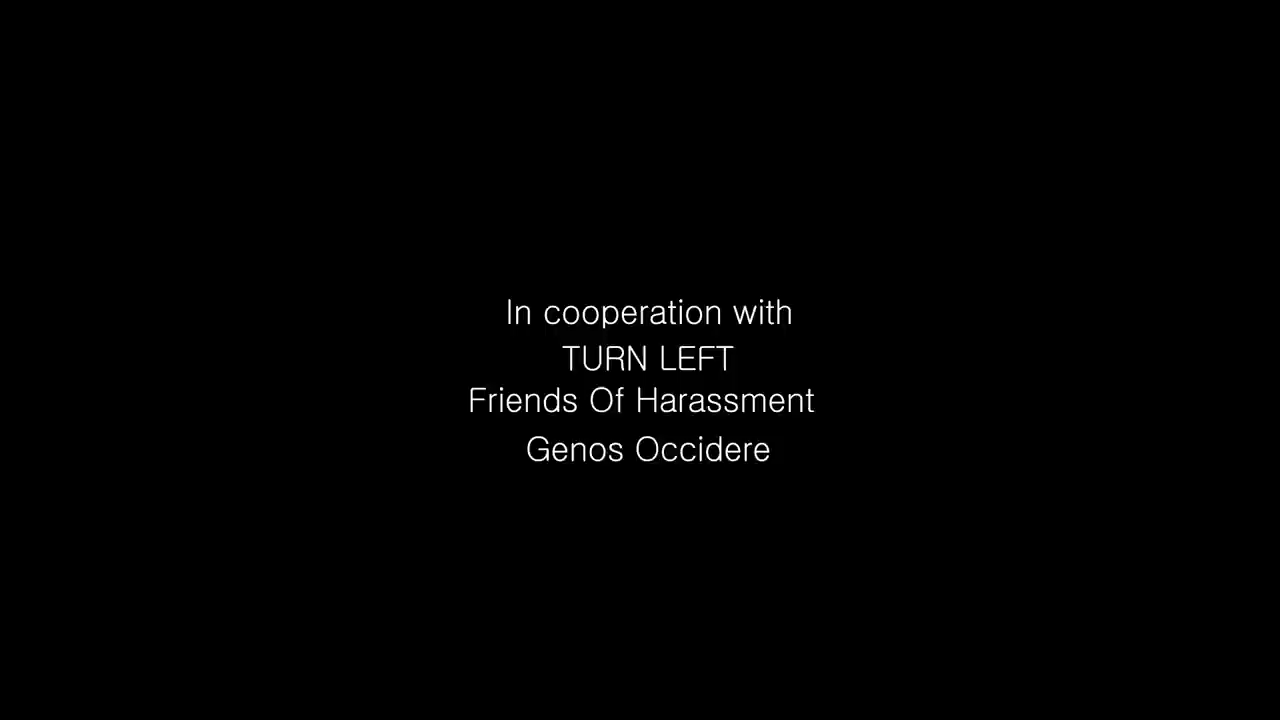 In cooperation with
TURN LEFT
Friends Of Harassment
Genos Occidere